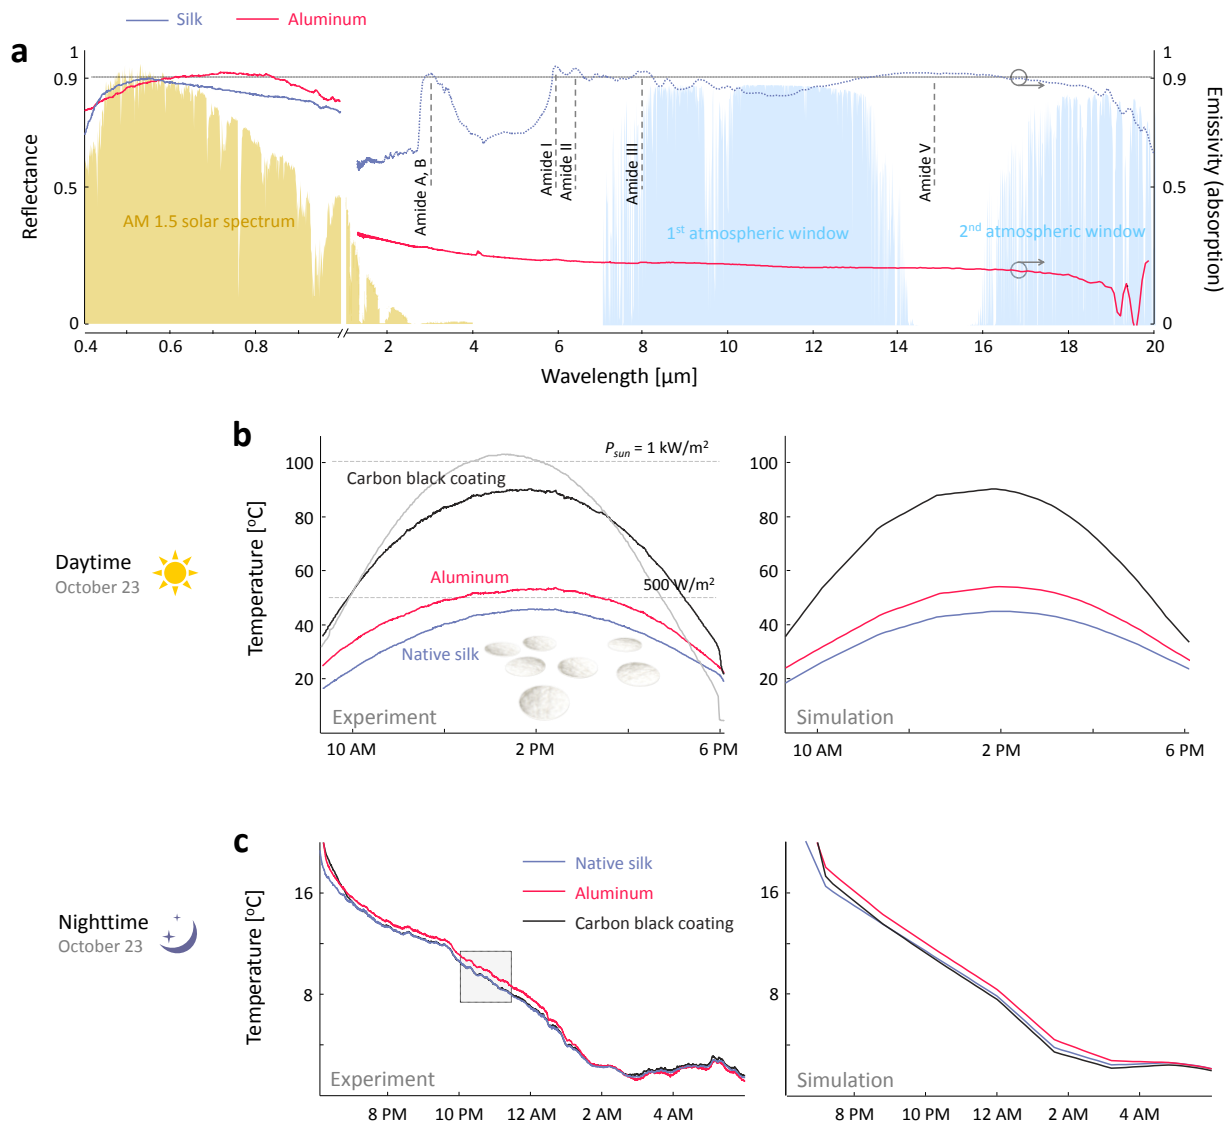 Silk
Aluminum
a
1
0.9
0.5
0
Reflectance
1
0.9
0.5
0
Emissivity (absorption)
Amide A, B
Amide I
Amide II
Amide III
Amide V
AM 1.5 solar spectrum
1st atmospheric window
2nd atmospheric window
0.4
0.6
0.8
2
4
6
8
10
12
14
16
18
20
Wavelength [µm]
b
Daytime
October 23
Temperature [oC]
100
80
60
40
20
Psun = 1 kW/m2
Carbon black coating
Aluminum
500 W/m2
Native silk
Experiment
10 AM
2 PM
6 PM
100
80
60
40
20
Simulation
10 AM
2 PM
6 PM
c
Nighttime
October 23
Temperature [oC]
16
8
Native silk
Aluminum
Carbon black coating
Experiment
8 PM
10 PM
12 AM
2 AM
4 AM
16
8
Simulation
8 PM
10 PM
12 AM
2 AM
4 AM